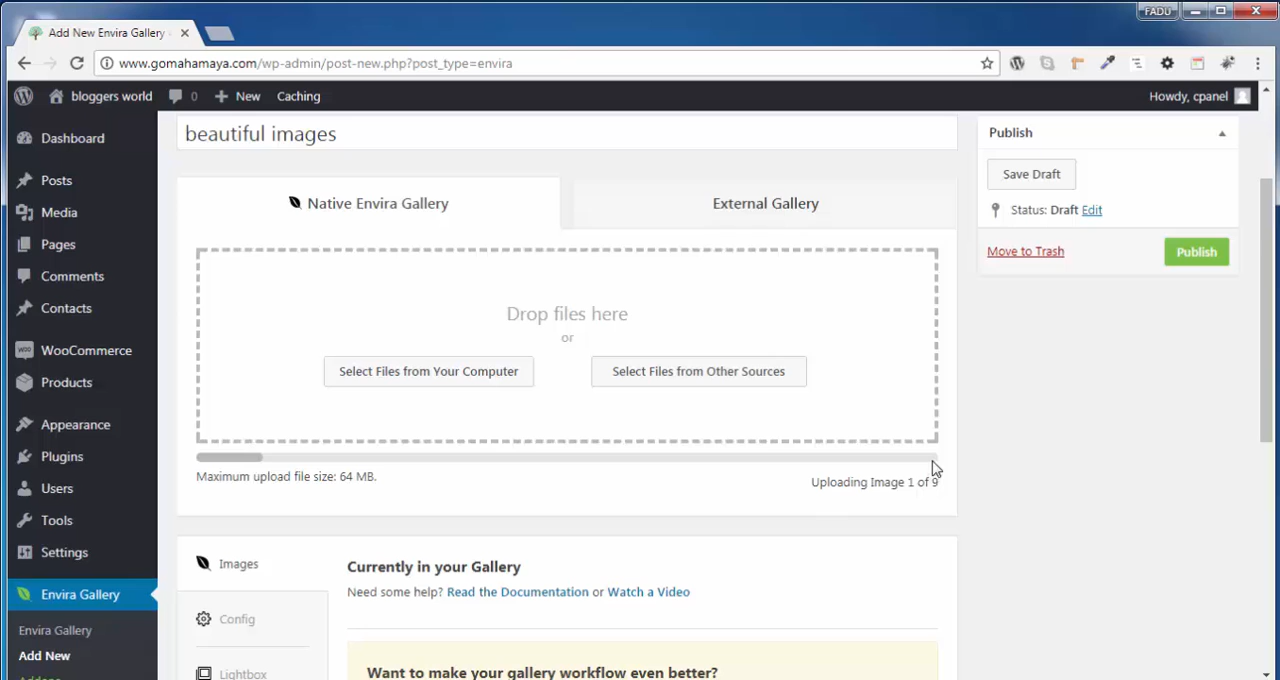 FADU
Add New Envira Gallery
www.gomahamaya.com/wp-admin/post-new.php?post_type=envira
bloggers world 0 New Caching Howdy, cpanel
Dashboard
Posts
Media
Pages
Comments
Contacts
WOO WooCommerce
Products
Appearance
Plugins
Users
Tools
Settings
Envira Gallery
Envira Gallery
Add New
Addons
beautiful images
Native Envira Gallery External Gallery
Drop files here
or
Select Files from Your Computer Select Files from Other Sources
Maximum upload file size: 64 MB.
Uploading Image 1 of 9
Images
Config
Lightbox
Currently in your Gallery
Need some help? Read the Documentation or Watch a Video
Want to make your gallery workflow even better?
Publish
Save Draft
Status: Draft Edit
Move to Trash Publish